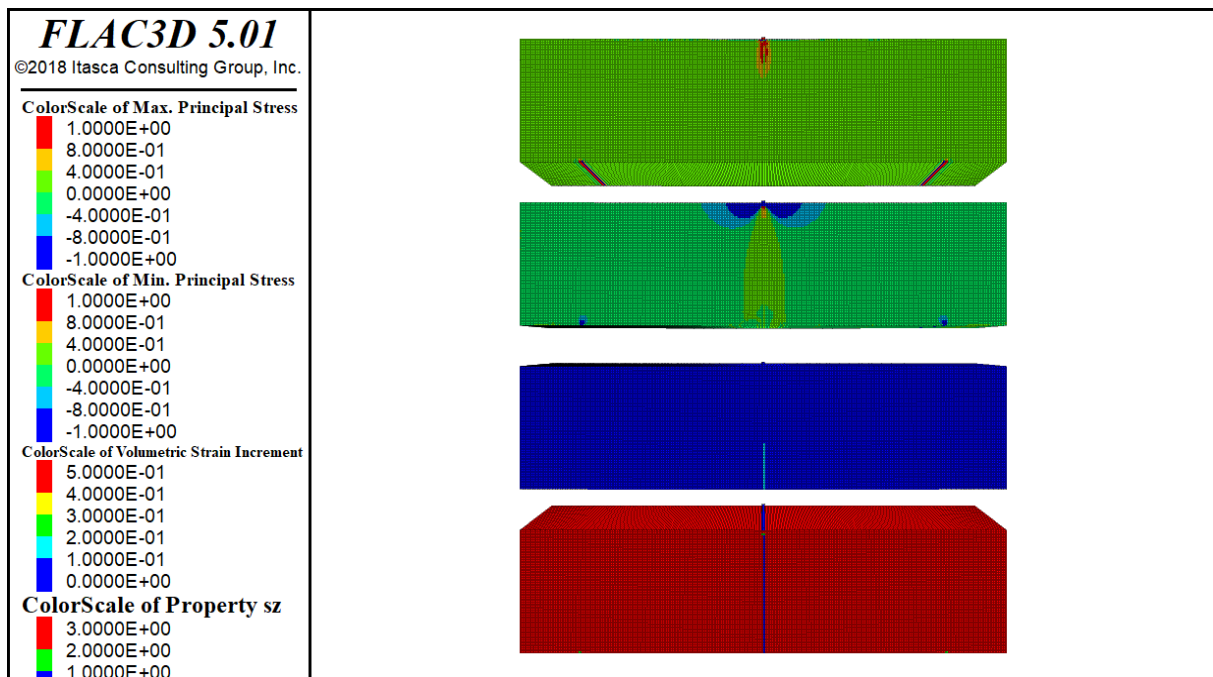 FLAC3D 5.01
©2018 Itasca Consulting Group, Inc.
ColorScale of Max. Principal Stress
1.0000E+00
8.0000E-01
4.0000E-01
0.0000E+00
-4.0000E-01
-8.0000E-01
-1.0000E+00
ColorScale of Min. Principal Stress
1.0000E+00
8.0000E-01
4.0000E-01
0.0000E+00
-4.0000E-01
-8.0000E-01
-1.0000E+00
ColorScale of Volumetric Strain Increment
5.0000E-01
4.0000E-01
3.0000E-01
2.0000E-01
1.0000E-01
0.0000E+00
ColorScale of Property sz
3.0000E+00
2.0000E+00
1.0000E+00